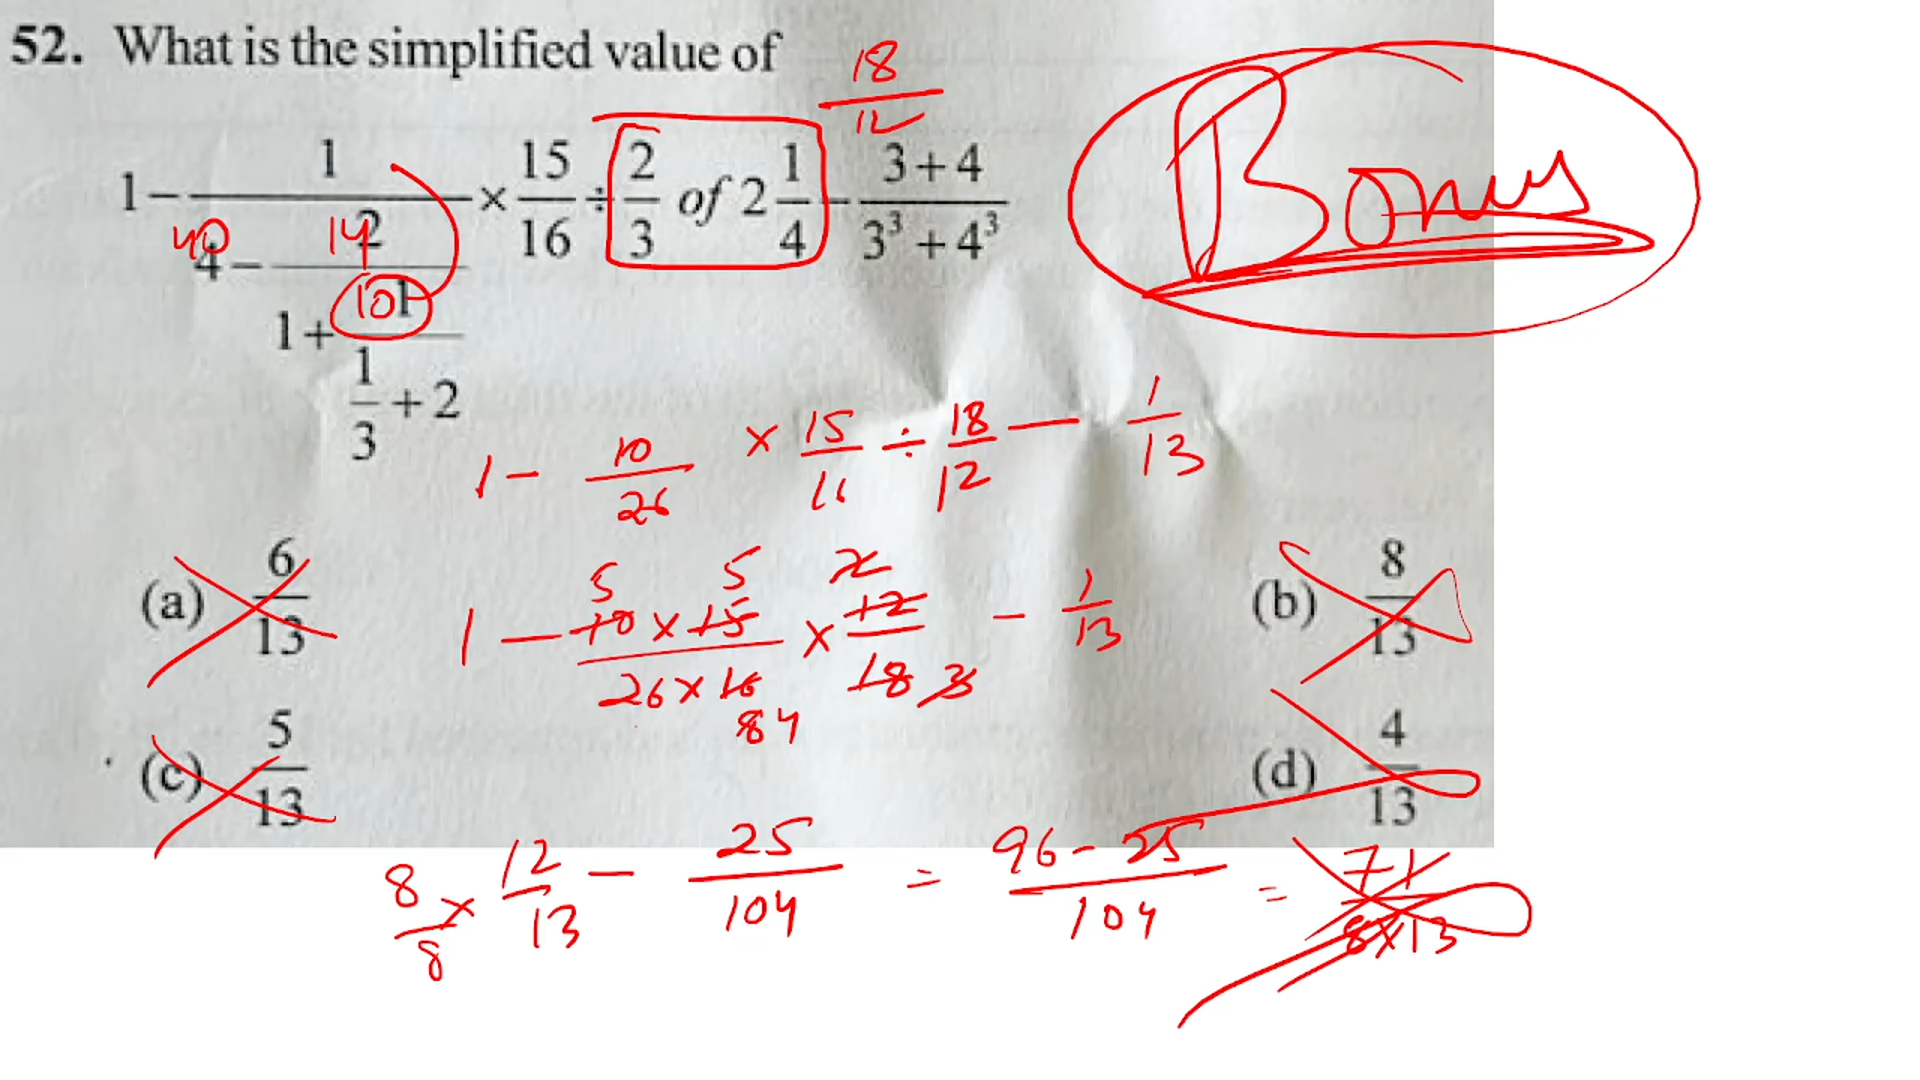 52. What is the simplified value of
18/12
1 - 1/(4 - 2/(1 + 1/(1/3 + 2))) × 15/16 ÷ 2/3 of 2 1/4 - (3+4)/(3³+4³)
40 14
10
Bonus
1 - 10/26 × 15/16 ÷ 18/12 - 1/13
5 5 2
1 - (10 × 15)/(26 × 16) × 12/18 - 1/13
3
8 4
(a) 6/13 (b) 8/13
(c) 5/13 (d) 4/13
8/8 × 12/13 - 25/104 = (96 - 25)/104 = 71/(8×13)